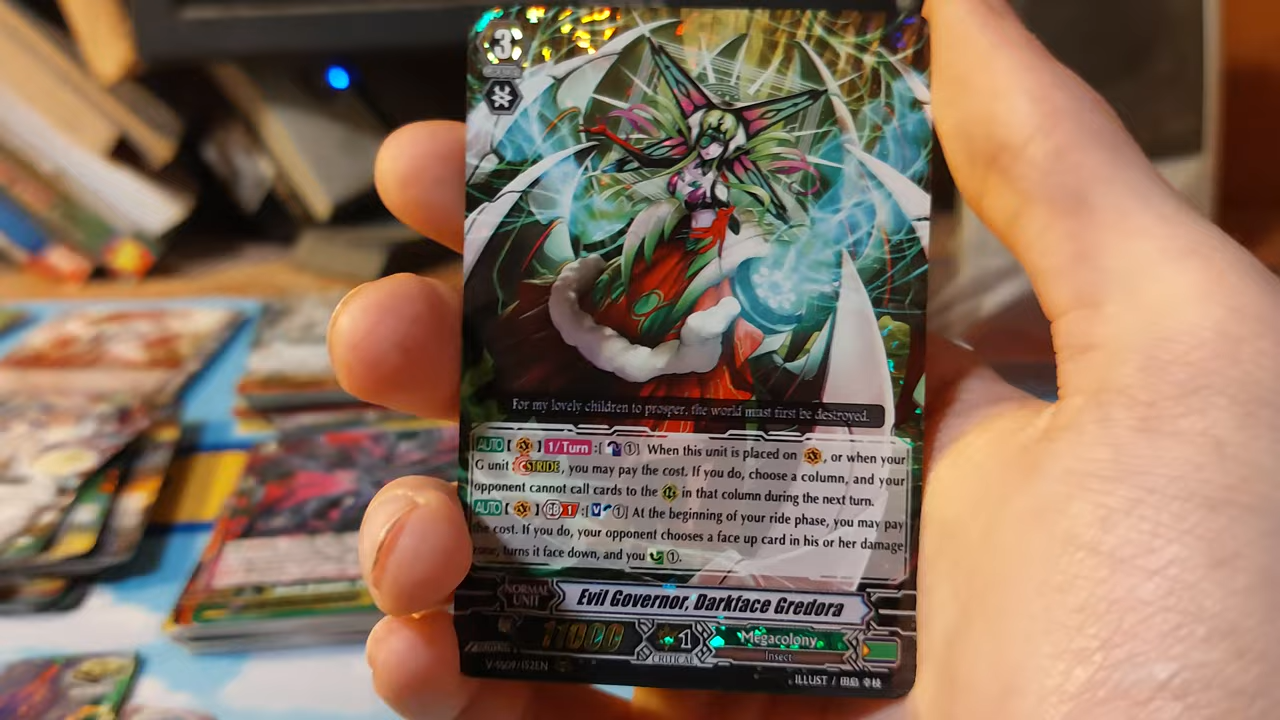 3
For my lovely children to prosper, the world must first be destroyed.
AUTO【 】1/Turn:[ ①] When this unit is placed on , or when your
G unit STRIDE, you may pay the cost. If you do, choose a column, and your
opponent cannot call cards to the in that column during the next turn.
AUTO【 】GB 1:[ V ①] At the beginning of your ride phase, you may pay
the cost. If you do, your opponent chooses a face up card in his or her damage
zone, turns it face down, and you ①.
NORMAL UNIT
Evil Governor, Darkface Gredora
11000
1
CRITICAL
Megacolony
Insect
V-SS09/152EN
ILLUST /